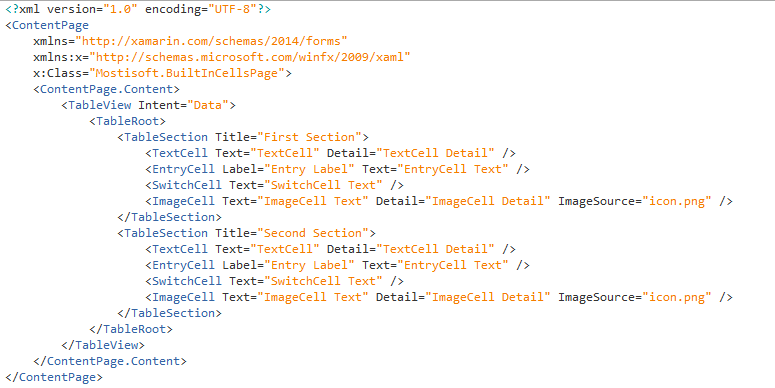 <?xml version="1.0" encoding="UTF-8"?>
<ContentPage
    xmlns="http://xamarin.com/schemas/2014/forms"
    xmlns:x="http://schemas.microsoft.com/winfx/2009/xaml"
    x:Class="Mostisoft.BuiltInCellsPage">
    <ContentPage.Content>
        <TableView Intent="Data">
            <TableRoot>
                <TableSection Title="First Section">
                    <TextCell Text="TextCell" Detail="TextCell Detail" />
                    <EntryCell Label="Entry Label" Text="EntryCell Text" />
                    <SwitchCell Text="SwitchCell Text" />
                    <ImageCell Text="ImageCell Text" Detail="ImageCell Detail" ImageSource="icon.png" />
                </TableSection>
                <TableSection Title="Second Section">
                    <TextCell Text="TextCell" Detail="TextCell Detail" />
                    <EntryCell Label="Entry Label" Text="EntryCell Text" />
                    <SwitchCell Text="SwitchCell Text" />
                    <ImageCell Text="ImageCell Text" Detail="ImageCell Detail" ImageSource="icon.png" />
                </TableSection>
            </TableRoot>
        </TableView>
    </ContentPage.Content>
</ContentPage>